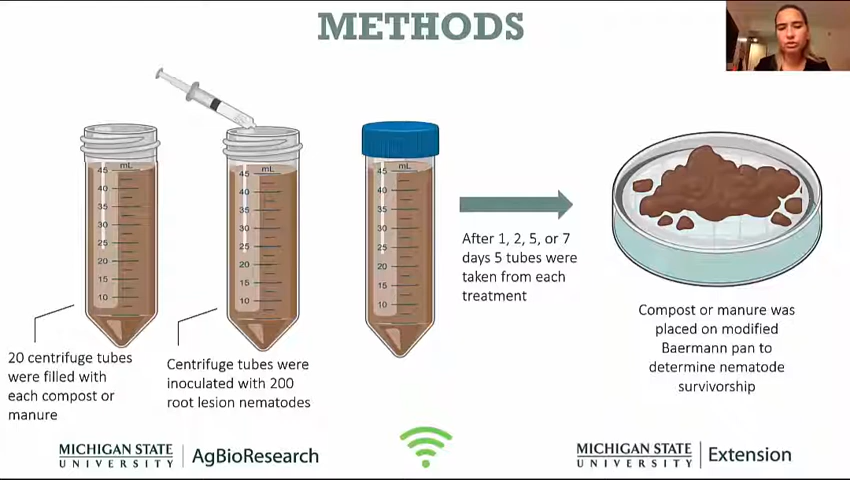 METHODS
mL
45
40
35
30
25
20
15
10
mL
45
40
35
30
25
20
15
10
mL
45
40
35
30
25
20
15
10
20 centrifuge tubes
were filled with
each compost or
manure
Centrifuge tubes were
inoculated with 200
root lesion nematodes
After 1, 2, 5, or 7
days 5 tubes were
taken from each
treatment
Compost or manure was
placed on modified
Baermann pan to
determine nematode
survivorship
MICHIGAN STATE
UNIVERSITY
AgBioResearch
MICHIGAN STATE
UNIVERSITY
Extension